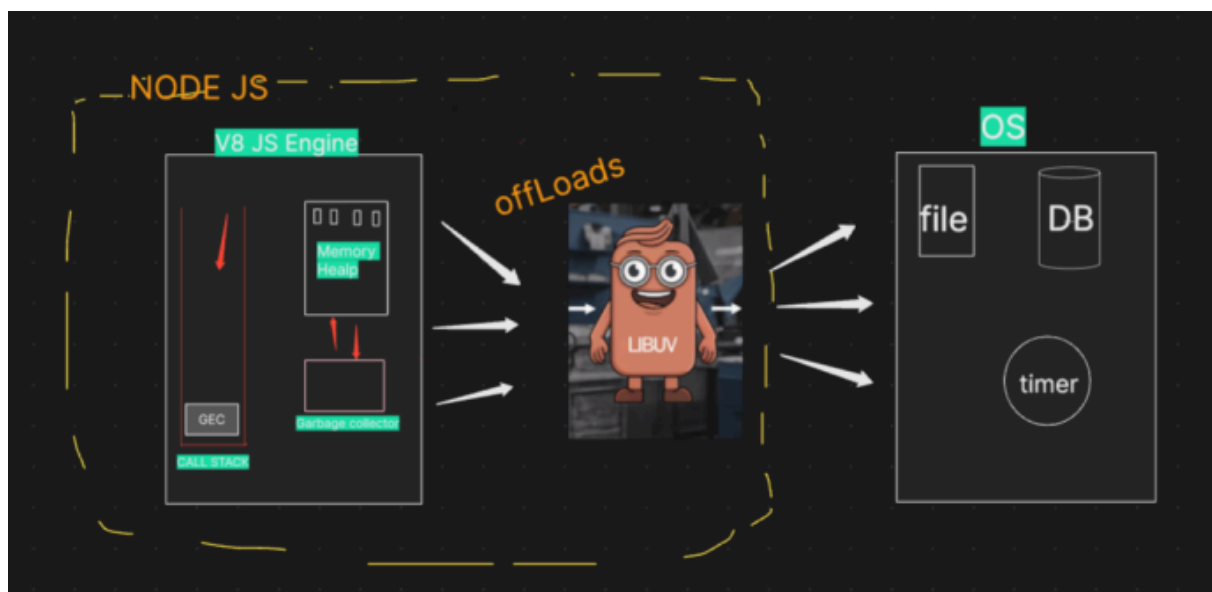 NODE JS
V8 JS Engine
OS
offLoads
file
DB
Memory
Healp
LIBUV
timer
GEC
Garbage collector
CALL STACK